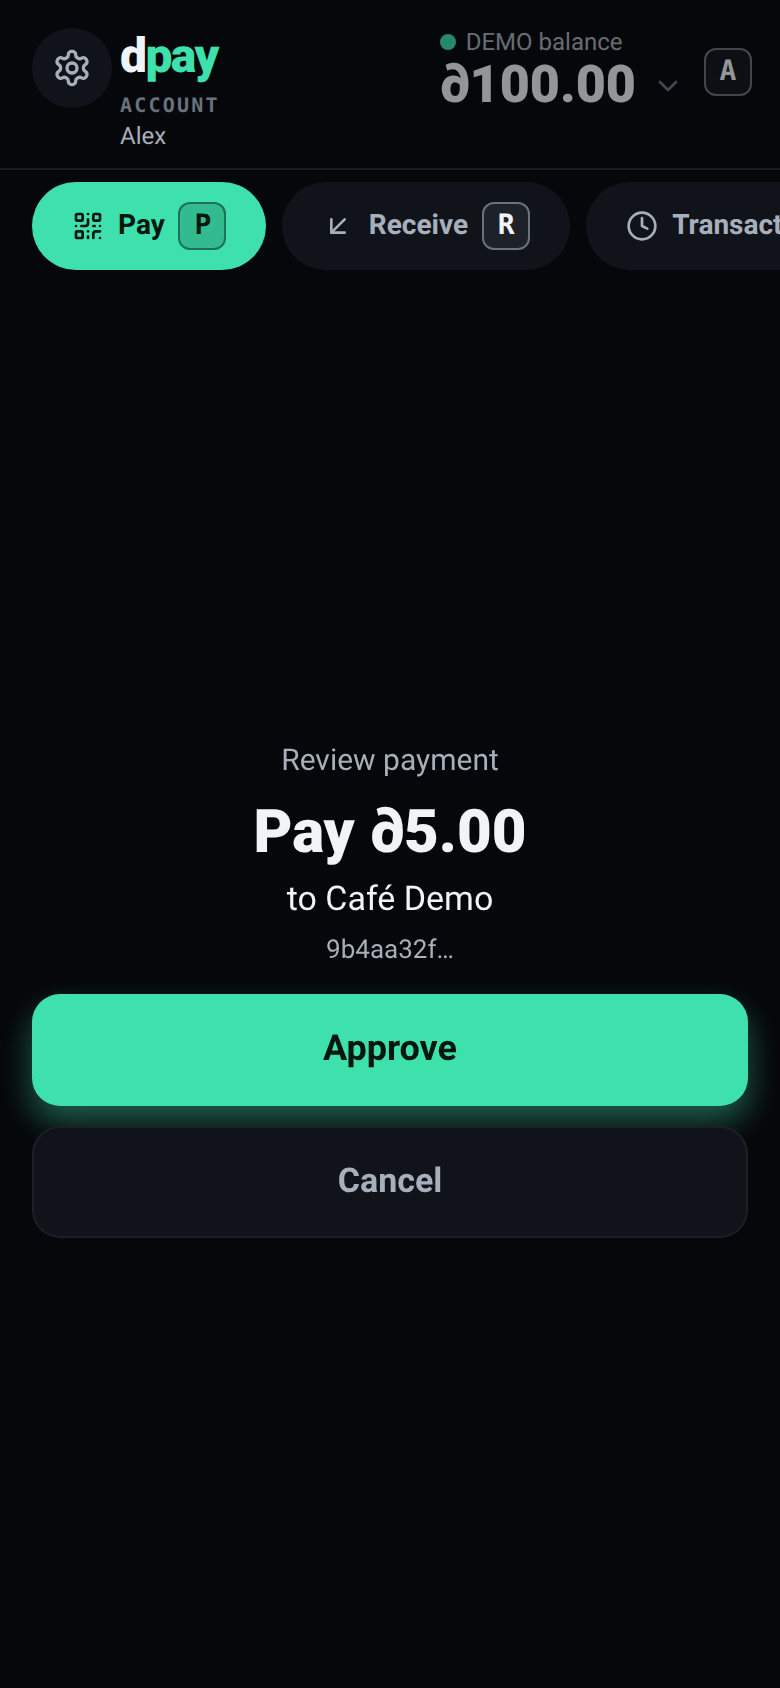 dpay
ACCOUNT
Alex
DEMO balance
∂100.00
A
Pay P
Receive R
Transact
Review payment
Pay ∂5.00
to Café Demo
9b4aa32f…
Approve
Cancel